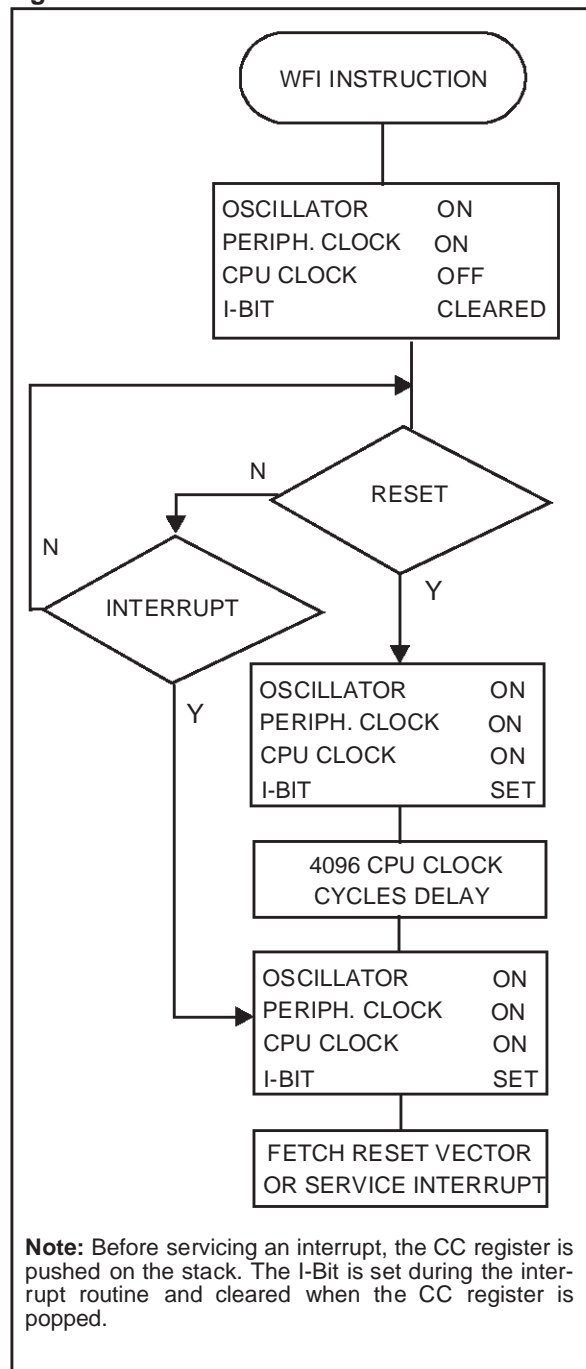 WFI INSTRUCTION
OSCILLATOR ON
PERIPH. CLOCK ON
CPU CLOCK OFF
I-BIT CLEARED
N
RESET
N
INTERRUPT
Y
Y
OSCILLATOR ON
PERIPH. CLOCK ON
CPU CLOCK ON
I-BIT SET
4096 CPU CLOCK
CYCLES DELAY
OSCILLATOR ON
PERIPH. CLOCK ON
CPU CLOCK ON
I-BIT SET
FETCH RESET VECTOR
OR SERVICE INTERRUPT
Note: Before servicing an interrupt, the CC register is
pushed on the stack. The I-Bit is set during the inter-
rupt routine and cleared when the CC register is
popped.